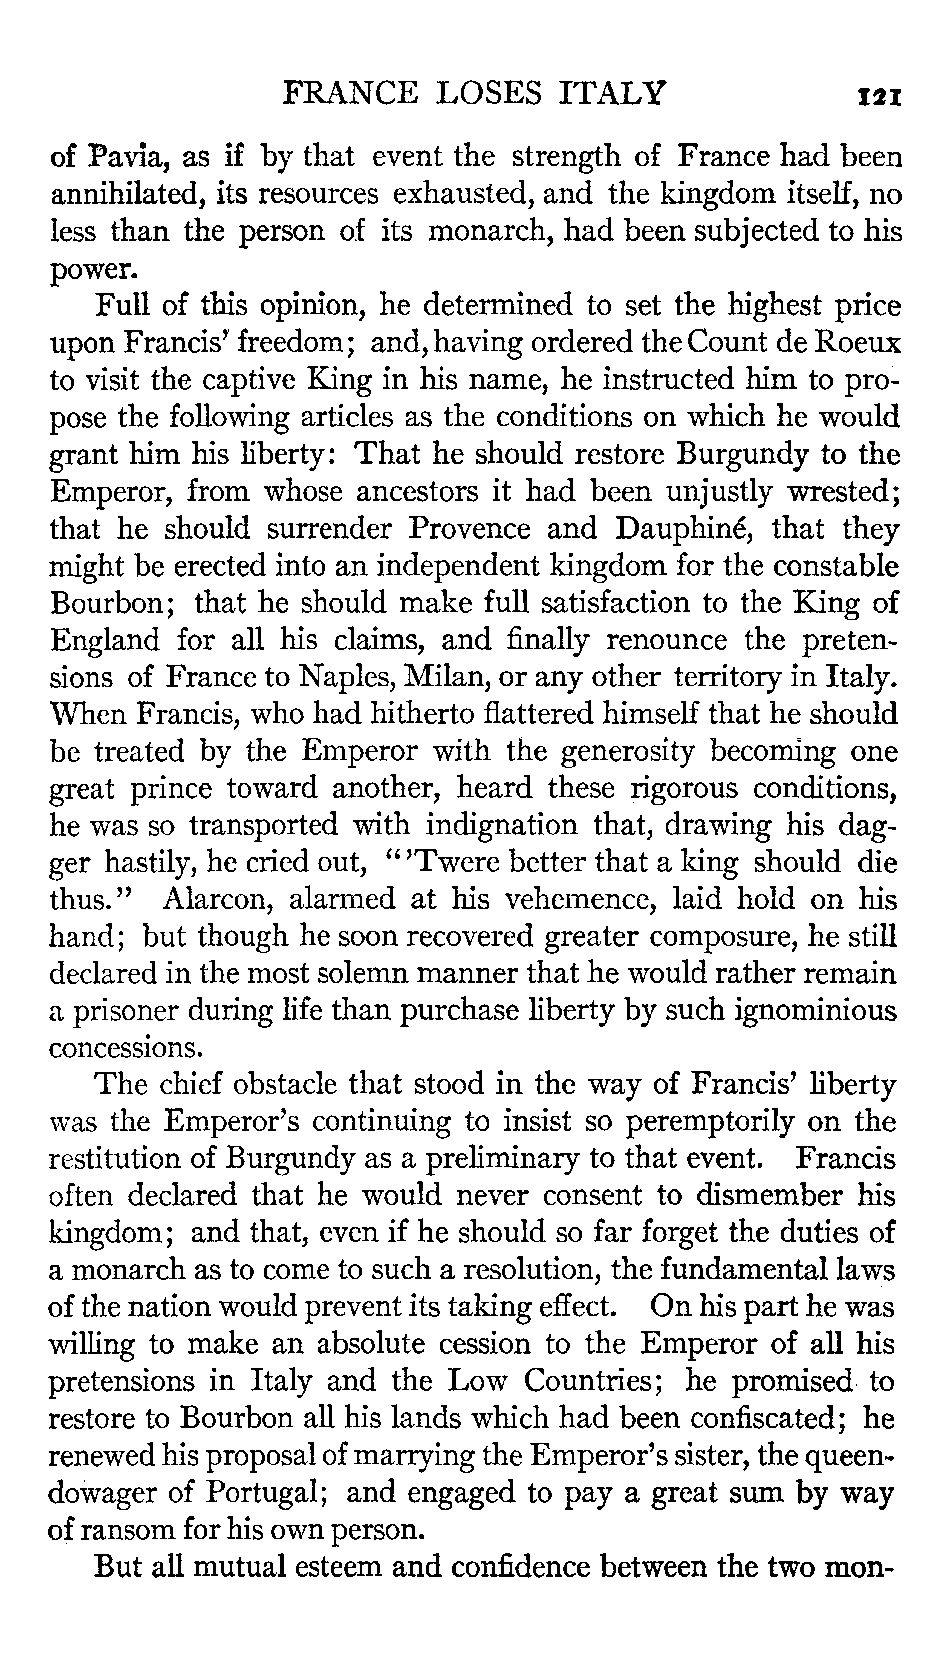 FRANCE LOSES ITALY 121
of Pavia, as if by that event the strength of France had been
annihilated, its resources exhausted, and the kingdom itself, no
less than the person of its monarch, had been subjected to his
power.
Full of this opinion, he determined to set the highest price
upon Francis' freedom; and, having ordered the Count de Roeux
to visit the captive King in his name, he instructed him to pro-
pose the following articles as the conditions on which he would
grant him his liberty: That he should restore Burgundy to the
Emperor, from whose ancestors it had been unjustly wrested;
that he should surrender Provence and Dauphiné, that they
might be erected into an independent kingdom for the constable
Bourbon; that he should make full satisfaction to the King of
England for all his claims, and finally renounce the preten-
sions of France to Naples, Milan, or any other territory in Italy.
When Francis, who had hitherto flattered himself that he should
be treated by the Emperor with the generosity becoming one
great prince toward another, heard these rigorous conditions,
he was so transported with indignation that, drawing his dag-
ger hastily, he cried out, "'Twere better that a king should die
thus." Alarcon, alarmed at his vehemence, laid hold on his
hand; but though he soon recovered greater composure, he still
declared in the most solemn manner that he would rather remain
a prisoner during life than purchase liberty by such ignominious
concessions.
The chief obstacle that stood in the way of Francis' liberty
was the Emperor's continuing to insist so peremptorily on the
restitution of Burgundy as a preliminary to that event. Francis
often declared that he would never consent to dismember his
kingdom; and that, even if he should so far forget the duties of
a monarch as to come to such a resolution, the fundamental laws
of the nation would prevent its taking effect. On his part he was
willing to make an absolute cession to the Emperor of all his
pretensions in Italy and the Low Countries; he promised to
restore to Bourbon all his lands which had been confiscated; he
renewed his proposal of marrying the Emperor's sister, the queen-
dowager of Portugal; and engaged to pay a great sum by way
of ransom for his own person.
But all mutual esteem and confidence between the two mon-